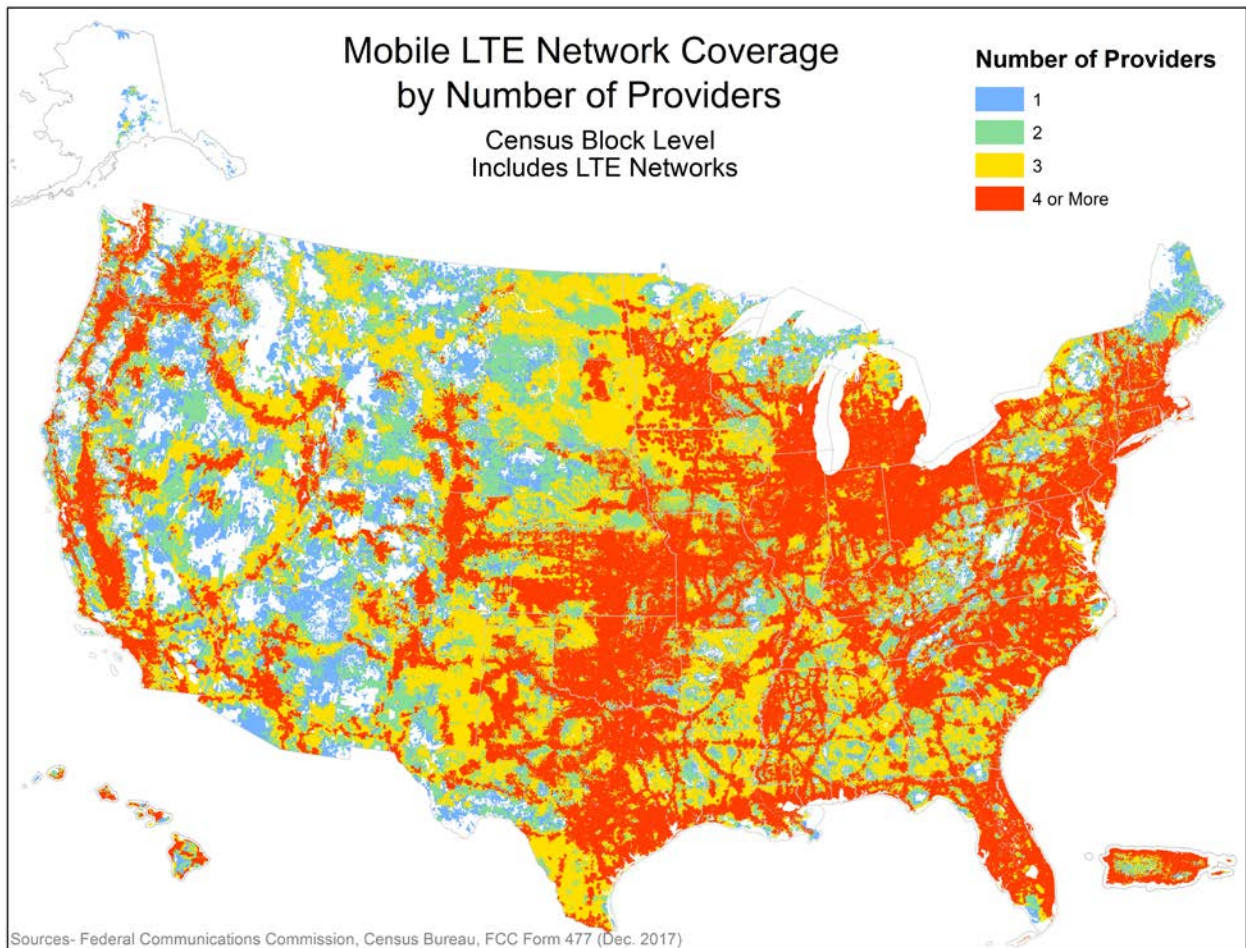 Mobile LTE Network Coverage
by Number of Providers
Census Block Level
Includes LTE Networks
Number of Providers
1
2
3
4 or More
Sources- Federal Communications Commission, Census Bureau, FCC Form 477 (Dec. 2017)